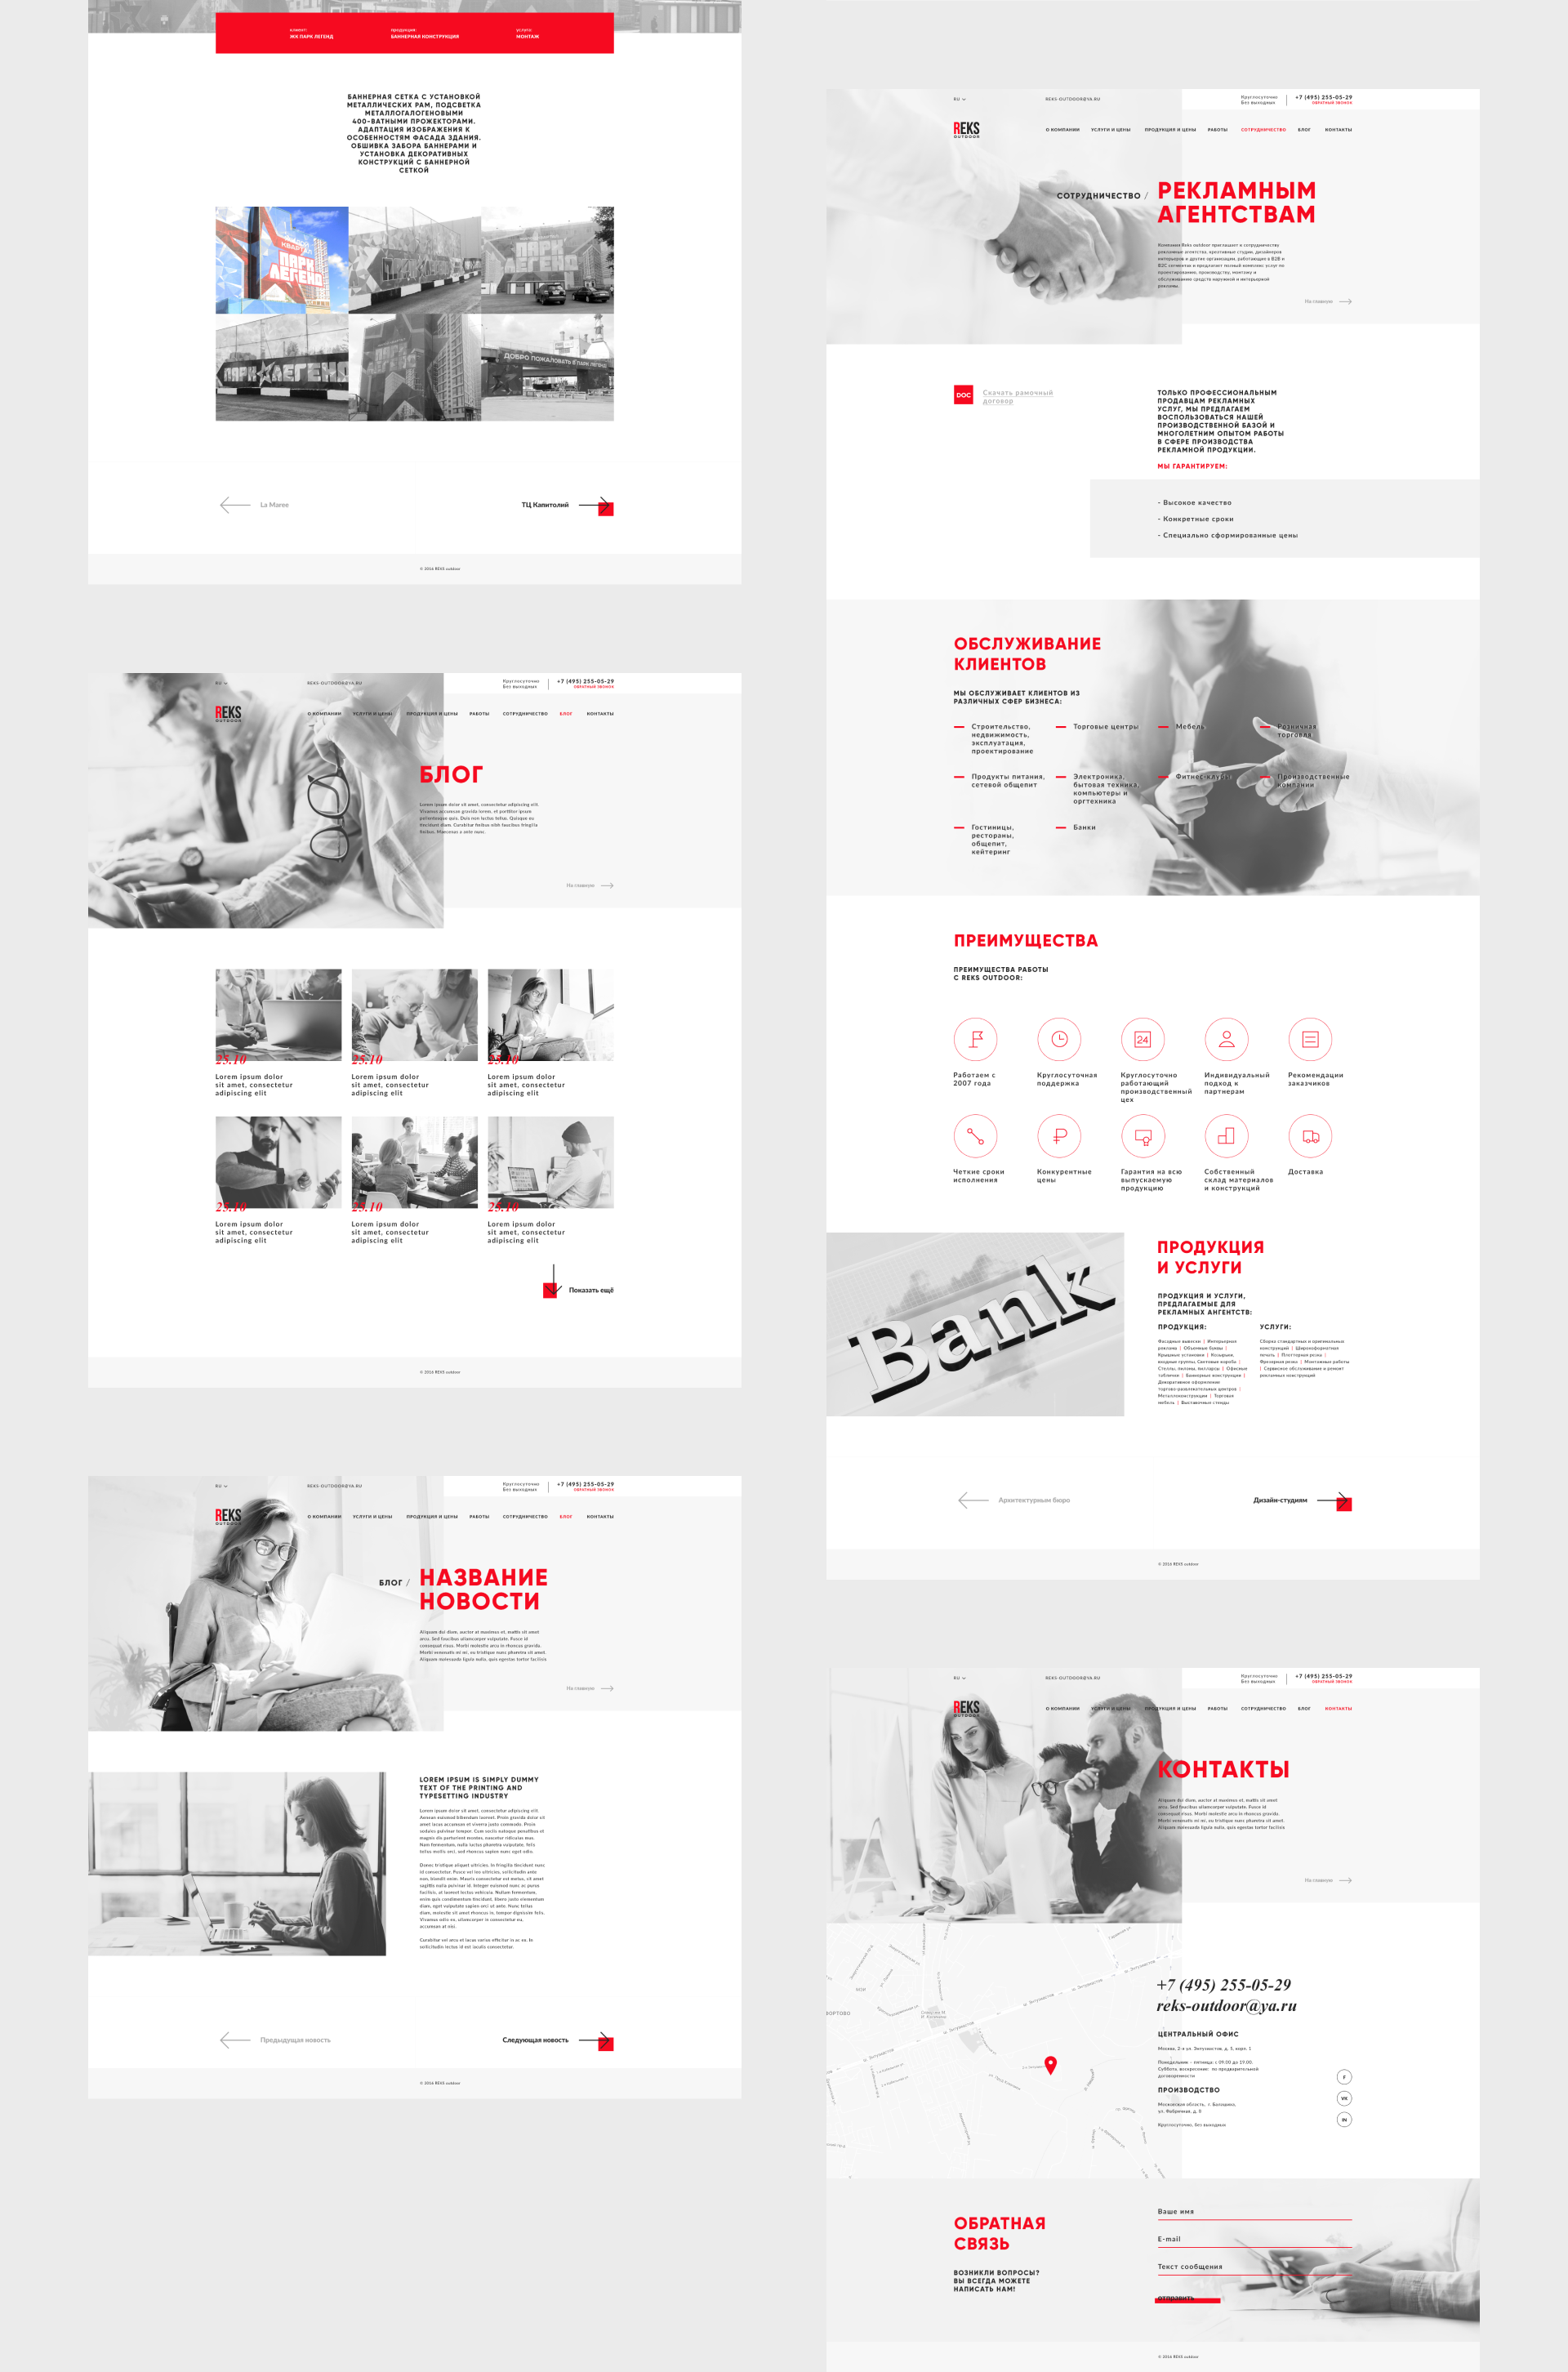 клиент:
ЖК ПАРК ЛЕГЕНД
продукция:
БАННЕРНАЯ КОНСТРУКЦИЯ
услуга:
МОНТАЖ
БАННЕРНАЯ СЕТКА С УСТАНОВКОЙ
МЕТАЛЛИЧЕСКИХ РАМ, ПОДСВЕТКА
МЕТАЛЛОГАЛОГЕНОВЫМИ
400-ВАТНЫМИ ПРОЖЕКТОРАМИ.
АДАПТАЦИЯ ИЗОБРАЖЕНИЯ К
ОСОБЕННОСТЯМ ФАСАДА ЗДАНИЯ.
ОБШИВКА ЗАБОРА БАННЕРАМИ И
УСТАНОВКА ДЕКОРАТИВНЫХ
КОНСТРУКЦИЙ С БАННЕРНОЙ
СЕТКОЙ
КВАРТАЛ
ПАРК
ЛЕГЕНД
ПАРК ЛЕГЕНД
ДОБРО ПОЖАЛОВАТЬ В ПАРК ЛЕГЕНД
La Maree
ТЦ Капитолий
© 2016 REKS outdoor
RU
REKS-OUTDOOR@YA.RU
Круглосуточно
Без выходных
+7 (495) 255-05-29
ОБРАТНЫЙ ЗВОНОК
REKS
OUTDOOR
О КОМПАНИИ УСЛУГИ И ЦЕНЫ ПРОДУКЦИЯ И ЦЕНЫ РАБОТЫ СОТРУДНИЧЕСТВО БЛОГ КОНТАКТЫ
БЛОГ
Lorem ipsum dolor sit amet, consectetur adipiscing elit.
Vivamus accumsan gravida lorem, et porttitor ipsum
pellentesque quis. Duis non luctus tellus. Quisque eu
tincidunt diam. Curabitur finibus nibh faucibus fringilla
finibus. Maecenas a ante nunc.
На главную
25.10
Lorem ipsum dolor
sit amet, consectetur
adipiscing elit
25.10
Lorem ipsum dolor
sit amet, consectetur
adipiscing elit
25.10
Lorem ipsum dolor
sit amet, consectetur
adipiscing elit
25.10
Lorem ipsum dolor
sit amet, consectetur
adipiscing elit
25.10
Lorem ipsum dolor
sit amet, consectetur
adipiscing elit
25.10
Lorem ipsum dolor
sit amet, consectetur
adipiscing elit
Показать ещё
© 2016 REKS outdoor
RU
REKS-OUTDOOR@YA.RU
Круглосуточно
Без выходных
+7 (495) 255-05-29
ОБРАТНЫЙ ЗВОНОК
REKS
OUTDOOR
О КОМПАНИИ УСЛУГИ И ЦЕНЫ ПРОДУКЦИЯ И ЦЕНЫ РАБОТЫ СОТРУДНИЧЕСТВО БЛОГ КОНТАКТЫ
БЛОГ /
НАЗВАНИЕ
НОВОСТИ
Aliquam dui diam, auctor at maximus et, mattis sit amet
arcu. Sed faucibus ullamcorper vulputate. Fusce id
consequat risus. Morbi molestie arcu in rhoncus gravida.
Morbi venenatis mi mi, eu tristique nunc pharetra sit amet.
Aliquam malesuada ligula nulla, quis egestas tortor facilisis
На главную
LOREM IPSUM IS SIMPLY DUMMY
TEXT OF THE PRINTING AND
TYPESETTING INDUSTRY
Lorem ipsum dolor sit amet, consectetur adipiscing elit.
Предыдущая новость
Следующая новость
© 2016 REKS outdoor
RU
REKS-OUTDOOR@YA.RU
Круглосуточно
Без выходных
+7 (495) 255-05-29
ОБРАТНЫЙ ЗВОНОК
REKS
OUTDOOR
О КОМПАНИИ УСЛУГИ И ЦЕНЫ ПРОДУКЦИЯ И ЦЕНЫ РАБОТЫ СОТРУДНИЧЕСТВО БЛОГ КОНТАКТЫ
СОТРУДНИЧЕСТВО /
РЕКЛАМНЫМ
АГЕНТСТВАМ
Компания Reks outdoor приглашает к сотрудничеству
рекламные агентства, креативные студии, дизайнеров
интерьеров и другие организации, работающие в B2B и
B2C сегментах и предлагает полный комплекс услуг по
проектированию, производству, монтажу и
обслуживанию средств наружной и интерьерной
рекламы
На главную
DOC
Скачать рамочный
договор
ТОЛЬКО ПРОФЕССИОНАЛЬНЫМ
ПРОДАВЦАМ РЕКЛАМНЫХ
УСЛУГ, МЫ ПРЕДЛАГАЕМ
ВОСПОЛЬЗОВАТЬСЯ НАШЕЙ
ПРОИЗВОДСТВЕННОЙ БАЗОЙ И
МНОГОЛЕТНИМ ОПЫТОМ РАБОТЫ
В СФЕРЕ ПРОИЗВОДСТВА
РЕКЛАМНОЙ ПРОДУКЦИИ.
МЫ ГАРАНТИРУЕМ:
- Высокое качество
- Конкретные сроки
- Специально сформированные цены
ОБСЛУЖИВАНИЕ
КЛИЕНТОВ
МЫ ОБСЛУЖИВАЕТ КЛИЕНТОВ ИЗ
РАЗЛИЧНЫХ СФЕР БИЗНЕСА:
Строительство,
недвижимость,
эксплуатация,
проектирование
Торговые центры
Мебель
Розничная
торговля
Продукты питания,
сетевой общепит
Электроника,
бытовая техника,
компьютеры и
оргтехника
Фитнес-клубы
Производственные
компании
Гостиницы,
рестораны,
общепит,
кейтеринг
Банки
ПРЕИМУЩЕСТВА
ПРЕИМУЩЕСТВА РАБОТЫ
С REKS OUTDOOR:
24
Работаем с
2007 года
Круглосуточная
поддержка
Круглосуточно
работающий
производственный
цех
Индивидуальный
подход к
партнерам
Рекомендации
заказчиков
Четкие сроки
исполнения
Конкурентные
цены
Гарантия на всю
выпускаемую
продукцию
Собственный
склад материалов
и конструкций
Доставка
Bank
ПРОДУКЦИЯ
И УСЛУГИ
ПРОДУКЦИЯ И УСЛУГИ,
ПРЕДЛАГАЕМЫЕ ДЛЯ
РЕКЛАМНЫХ АНГЕНТСТВ:
ПРОДУКЦИЯ:
Фасадные вывески | Интерьерная
реклама | Объемные буквы |
Крышные установки | Козырьки,
входные группы, Световые короба |
Стеллы, пилоны, пилларсы | Офисные
таблички | Баннерные конструкции |
Декоративное оформление
торгово-развлекательных центров |
Металлоконструкции | Торговая
мебель | Выставочные стенды
УСЛУГИ:
Сборка стандартных и оригинальных
конструкций | Широкоформатная
печать | Плоттерная резка |
Фрезерная резка | Монтажные работы
| Сервисное обслуживание и ремонт
рекламных конструкций
Архитектурным бюро
Дизайн-студиям
© 2016 REKS outdoor
RU
REKS-OUTDOOR@YA.RU
Круглосуточно
Без выходных
+7 (495) 255-05-29
ОБРАТНЫЙ ЗВОНОК
REKS
OUTDOOR
О КОМПАНИИ УСЛУГИ И ЦЕНЫ ПРОДУКЦИЯ И ЦЕНЫ РАБОТЫ СОТРУДНИЧЕСТВО БЛОГ КОНТАКТЫ
КОНТАКТЫ
Aliquam dui diam, auctor at maximus et, mattis sit amet
arcu. Sed faucibus ullamcorper vulputate. Fusce id
consequat risus. Morbi molestie arcu in rhoncus gravida.
Morbi venenatis mi mi, eu tristique nunc pharetra sit amet.
Aliquam malesuada ligula nulla, quis egestas tortor facilisis
На главную
+7 (495) 255-05-29
reks-outdoor@ya.ru
ЦЕНТРАЛЬНЫЙ ОФИС
Москва, 2-я ул. Энтузиастов, д. 5, корп. 1
Понедельник - пятница: с 09.00 до 19.00.
Суббота, воскресение: по предварительной
договоренности
ПРОИЗВОДСТВО
Московская область, г. Балашиха,
ул. Фабричная, д. 8
Круглосуточно, без выходных
F
VK
IN
ОБРАТНАЯ
СВЯЗЬ
ВОЗНИКЛИ ВОПРОСЫ?
ВЫ ВСЕГДА МОЖЕТЕ
НАПИСАТЬ НАМ!
Ваше имя
E-mail
Текст сообщения
отправить
© 2016 REKS outdoor